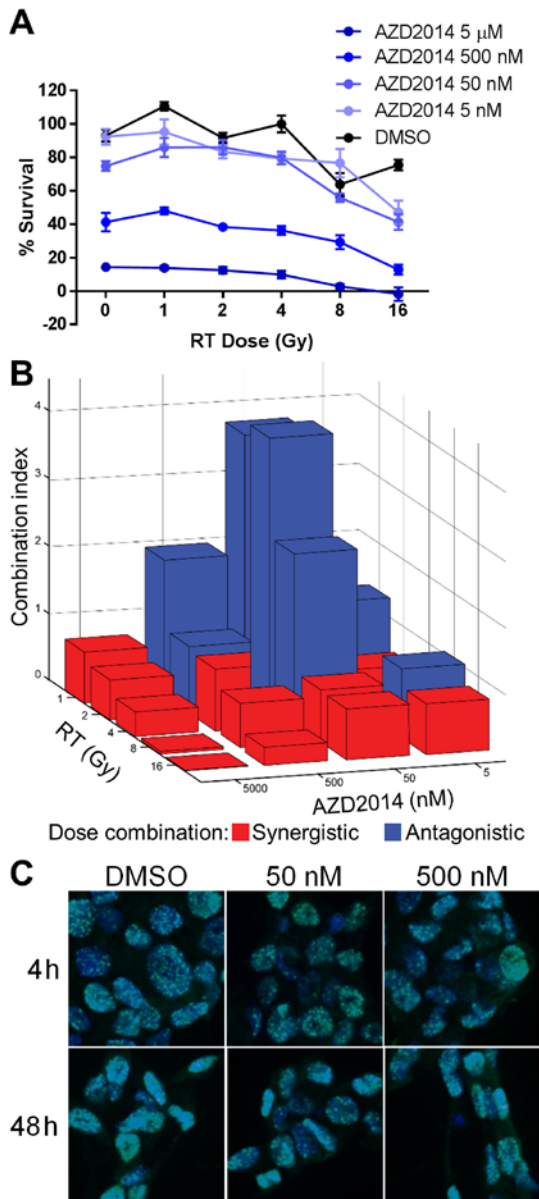 A
AZD2014 5 μM
AZD2014 500 nM
AZD2014 50 nM
AZD2014 5 nM
DMSO
120
100
80
60
40
20
0
-20
% Survival
0 1 2 4 8 16
RT Dose (Gy)
B
4
3
2
1
0
Combination index
1
2
4
8
16
RT (Gy)
5000
500
50
5
AZD2014 (nM)
Dose combination: Synergistic Antagonistic
C
DMSO 50 nM 500 nM
4h
48h